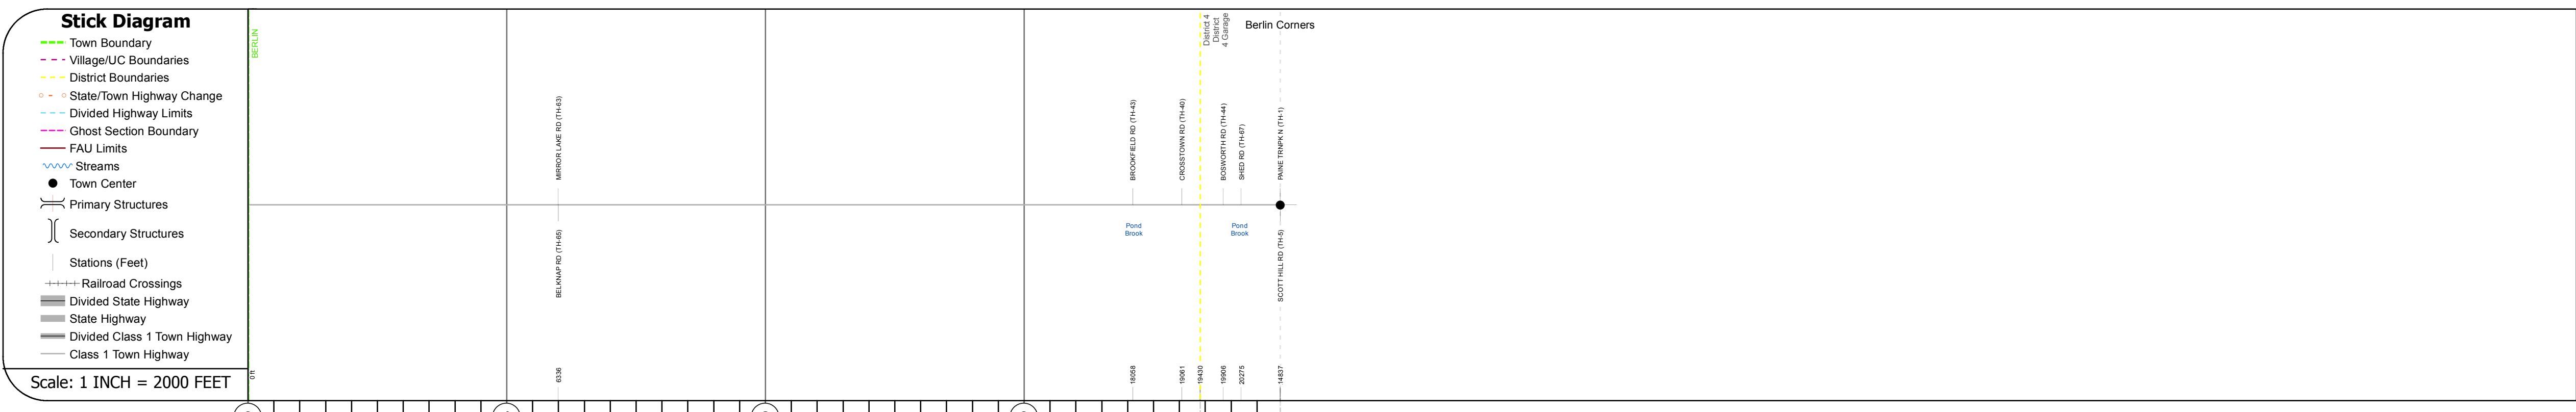 Stick Diagram
Town Boundary
Village/UC Boundaries
District Boundaries
State/Town Highway Change
Divided Highway Limits
Ghost Section Boundary
FAU Limits
Streams
Town Center
Primary Structures
Secondary Structures
Stations (Feet)
Railroad Crossings
Divided State Highway
State Highway
Divided Class 1 Town Highway
Class 1 Town Highway
Scale: 1 INCH = 2000 FEET
BERLIN
District 4
District
4 Garage
Berlin Corners
MIRROR LAKE RD (TH-63)
BROOKFIELD RD (TH-43)
CROSSTOWN RD (TH-40)
BOSWORTH RD (TH-44)
SHED RD (TH-67)
PAINE TRNPK N (TH-1)
BELKNAP RD (TH-65)
Pond
Brook
Pond
Brook
SCOTT HILL RD (TH-5)
0 ft
6336
18058
19061
19430
19906
20275
14837